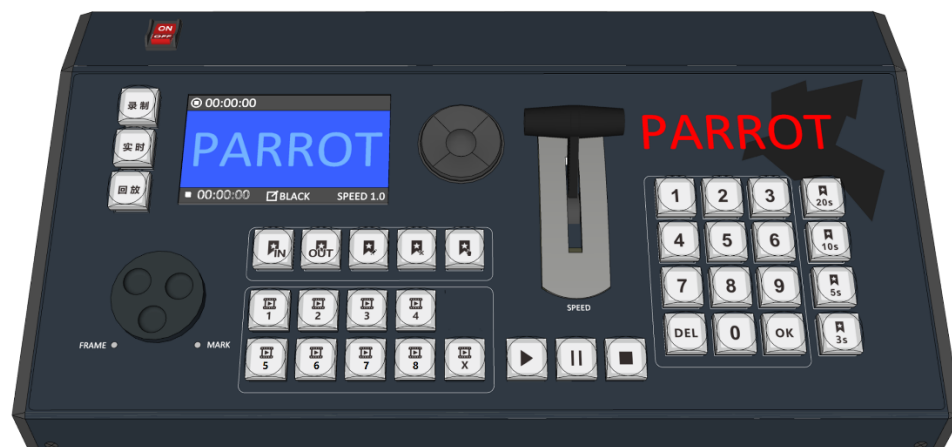 ON
OFF
录制
实时
回放
00:00:00
PARROT
00:00:00
BLACK
SPEED 1.0
PARROT
IN
OUT
1
2
3
4
5
6
7
8
X
FRAME
MARK
SPEED
1
2
3
20s
4
5
6
10s
7
8
9
5s
DEL
0
OK
3s